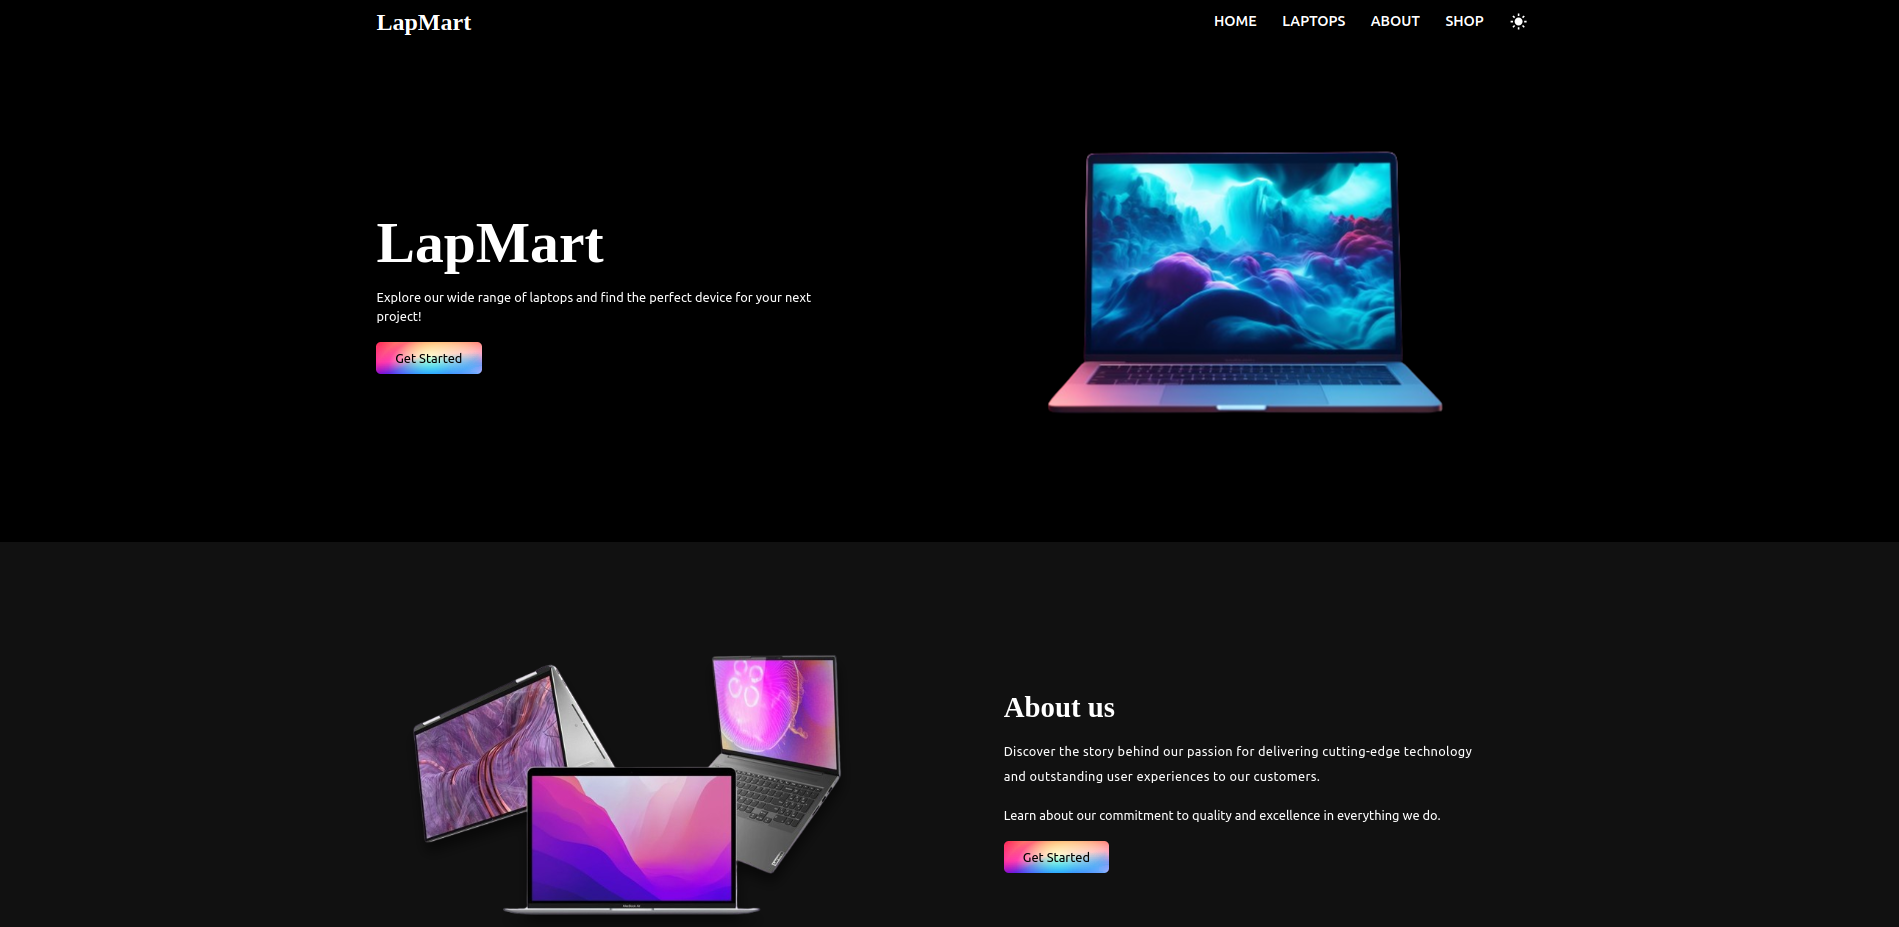 LapMart
HOME LAPTOPS ABOUT SHOP
LapMart
Explore our wide range of laptops and find the perfect device for your next
project!
Get Started
About us
Discover the story behind our passion for delivering cutting-edge technology
and outstanding user experiences to our customers.
Learn about our commitment to quality and excellence in everything we do.
Get Started